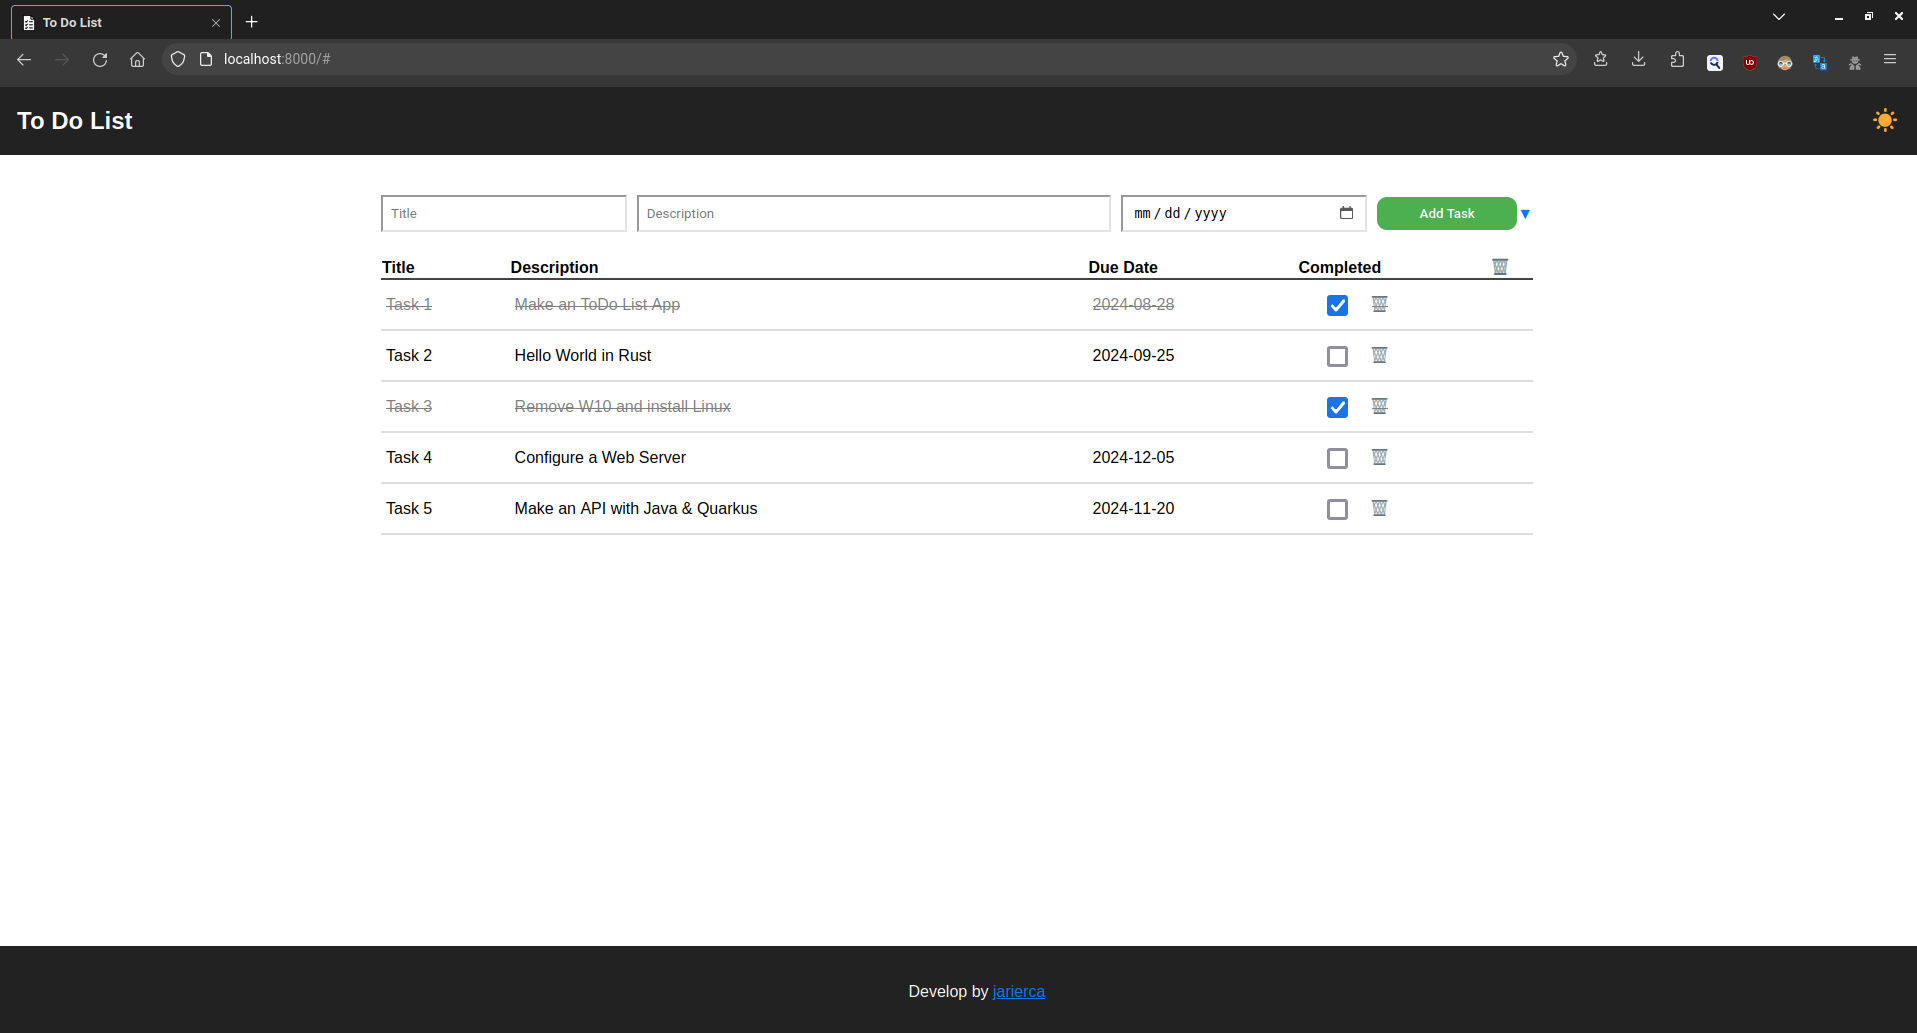 To Do List
localhost:8000/#
To Do List
Title Description mm / dd / yyyy Add Task
Title Description Due Date Completed
Task 1 Make an ToDo List App 2024-08-28
Task 2 Hello World in Rust 2024-09-25
Task 3 Remove W10 and install Linux
Task 4 Configure a Web Server 2024-12-05
Task 5 Make an API with Java & Quarkus 2024-11-20
Develop by jarierca